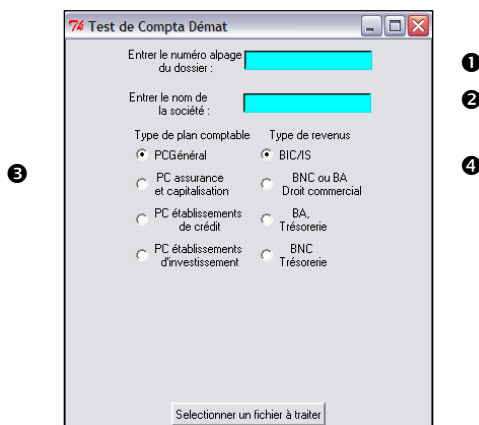 Test de Compta Démat
Entrer le numéro alpage
du dossier :
❶
Entrer le nom de
la société :
❷
Type de plan comptable Type de revenus
PCGénéral BIC/IS
❸
❹
PC assurance BNC ou BA
et capitalisation Droit commercial
PC établissements BA,
de crédit Trésorerie
PC établissements BNC
d'investissement Trésorerie
Selectionner un fichier à traiter